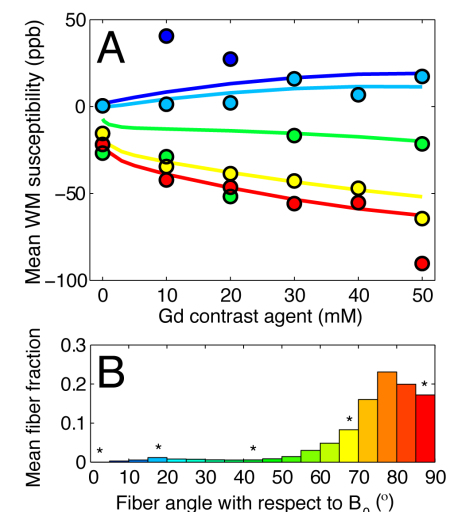 A
Mean WM susceptibility (ppb)
50
0
−50
−100
0 10 20 30 40 50
Gd contrast agent (mM)
B
Mean fiber fraction
0.3
0.2
0.1
0
* * * * *
0 10 20 30 40 50 60 70 80 90
Fiber angle with respect to B₀ (º)